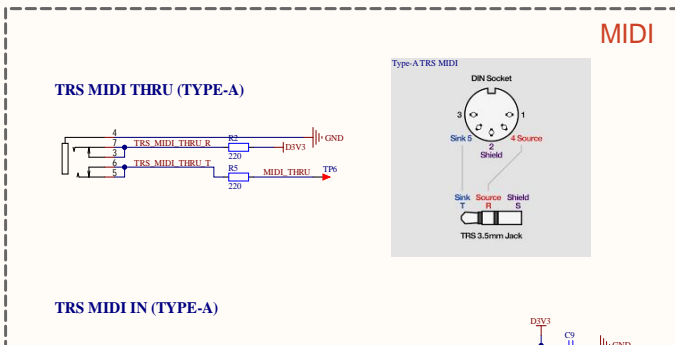 MIDI
Type-A TRS MIDI
TRS MIDI THRU (TYPE-A)
DIN Socket
3 1
Sink 5 4 Source
2
Shield
4
7 TRS_MIDI_THRU_R R2 GND
3 220 D3V3
6 TRS_MIDI_THRU_T R5 MIDI_THRU TP6
5 220
Sink Source Shield
T R S
TRS 3.5mm Jack
TRS MIDI IN (TYPE-A)
D3V3
C9
GND